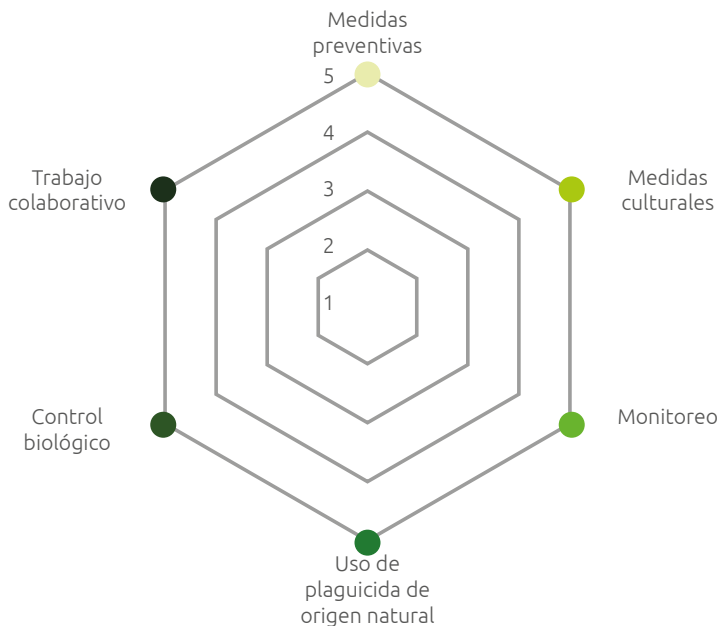 Medidas
preventivas
5
4
3
2
1
Trabajo
colaborativo
Medidas
culturales
Control
biológico
Monitoreo
Uso de
plaguicida de
origen natural